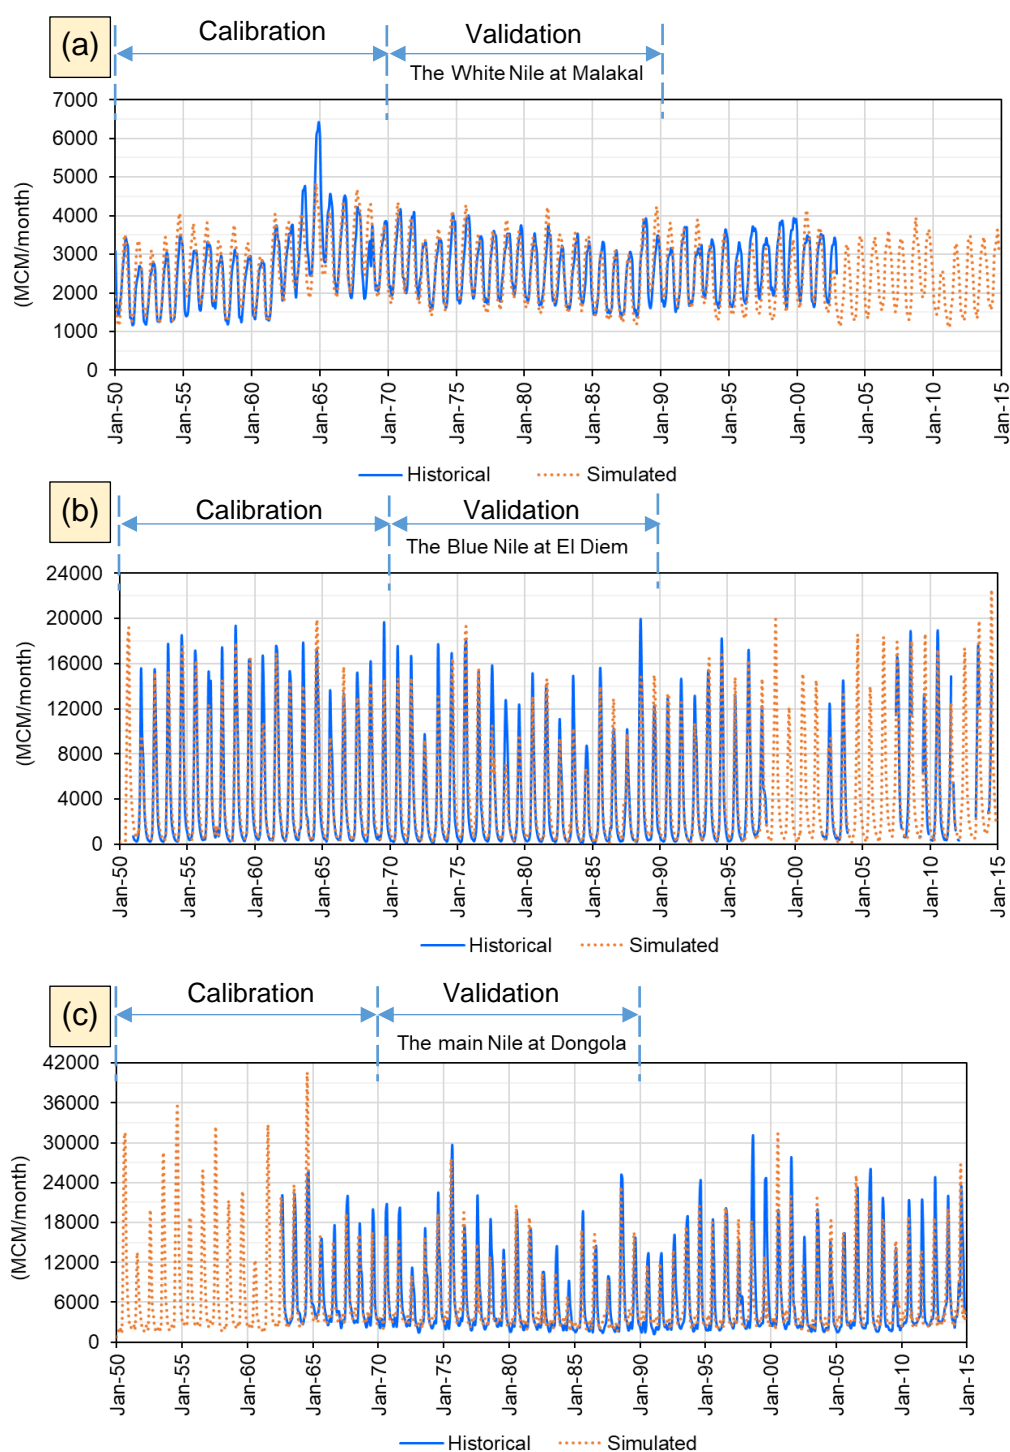 (a)
Calibration
Validation
The White Nile at Malakal
(MCM/month)
7000
6000
5000
4000
3000
2000
1000
0
Jan-50
Jan-55
Jan-60
Jan-65
Jan-70
Jan-75
Jan-80
Jan-85
Jan-90
Jan-95
Jan-00
Jan-05
Jan-10
Jan-15
Historical
Simulated
(b)
Calibration
Validation
The Blue Nile at El Diem
(MCM/month)
24000
20000
16000
12000
8000
4000
0
Jan-50
Jan-55
Jan-60
Jan-65
Jan-70
Jan-75
Jan-80
Jan-85
Jan-90
Jan-95
Jan-00
Jan-05
Jan-10
Jan-15
Historical
Simulated
(c)
Calibration
Validation
The main Nile at Dongola
(MCM/month)
42000
36000
30000
24000
18000
12000
6000
0
Jan-50
Jan-55
Jan-60
Jan-65
Jan-70
Jan-75
Jan-80
Jan-85
Jan-90
Jan-95
Jan-00
Jan-05
Jan-10
Jan-15
Historical
Simulated